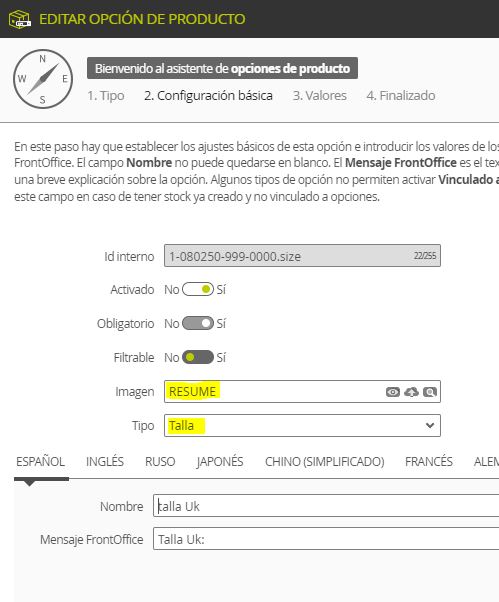 EDITAR OPCIÓN DE PRODUCTO
N
W E
S
Bienvenido al asistente de opciones de producto
1. Tipo 2. Configuración básica 3. Valores 4. Finalizado
En este paso hay que establecer los ajustes básicos de esta opción e introducir los valores de los
FrontOffice. El campo Nombre no puede quedarse en blanco. El Mensaje FrontOffice es el tex
una breve explicación sobre la opción. Algunos tipos de opción no permiten activar Vinculado a
este campo en caso de tener stock ya creado y no vinculado a opciones.
Id interno 1-080250-999-0000.size 22/255
Activado No Sí
Obligatorio No Sí
Filtrable No Sí
Imagen RESUME
Tipo Talla
ESPAÑOL INGLÉS RUSO JAPONÉS CHINO (SIMPLIFICADO) FRANCÉS ALEM
Nombre talla Uk
Mensaje FrontOffice Talla Uk: